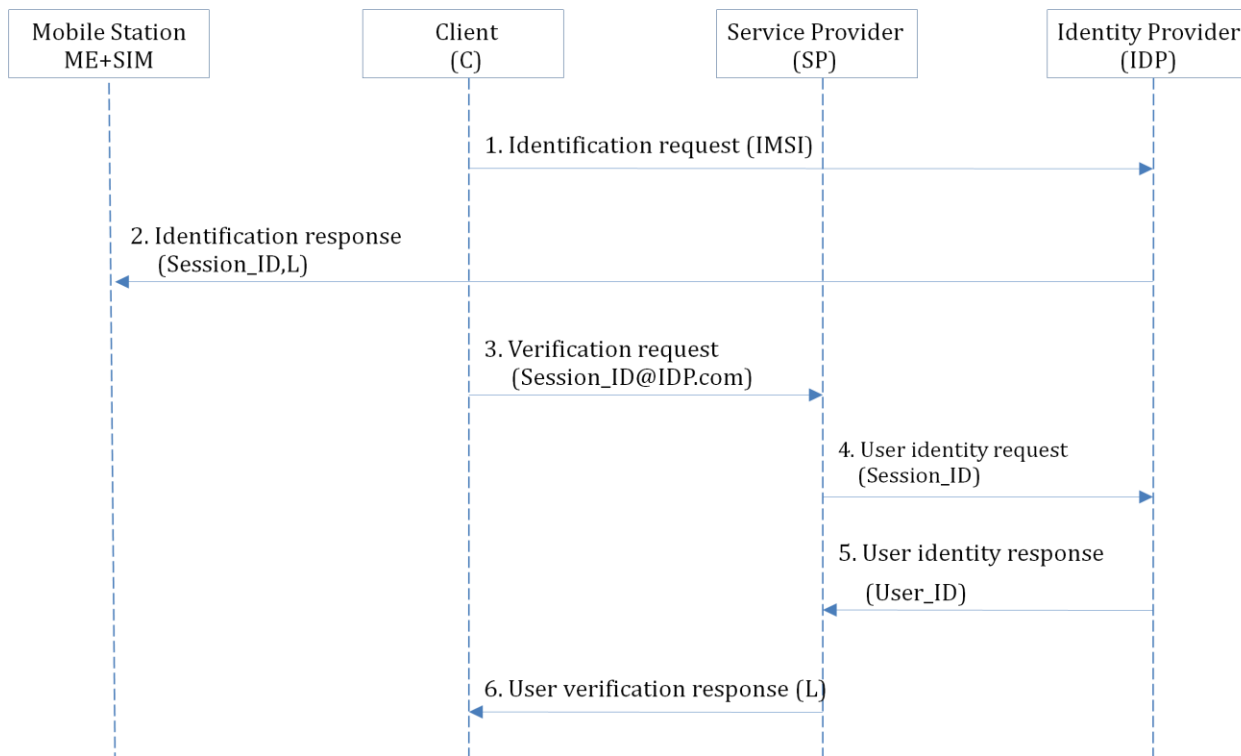 Mobile Station
ME+SIM
Client
(C)
Service Provider
(SP)
Identity Provider
(IDP)
1. Identification request (IMSI)
2. Identification response
(Session_ID,L)
3. Verification request
(Session_ID@IDP.com)
4. User identity request
(Session_ID)
5. User identity response
(User_ID)
6. User verification response (L)